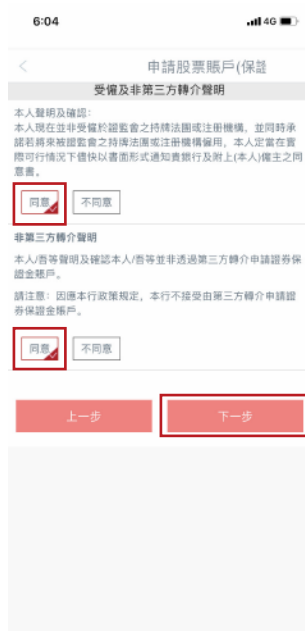 6:04
4G
申請股票賬戶(保證
受僱及非第三方轉介聲明
本人聲明及確認：
本人現在並非受僱於證監會之持牌法團或注册機構，並同時承
諾若將來被證監會之持牌法團或注册機構僱用，本人定當在實
際可行情況下儘快以書面形式通知貴銀行及附上(本人)僱主之同
意書。
同意
不同意
非第三方轉介聲明
本人/吾等聲明及確認本人/吾等並非透過第三方轉介申請證券保
證金賬戶。
請注意：因應本行政策規定，本行不接受由第三方轉介申請證
券保證金賬戶。
同意
不同意
上一步
下一步